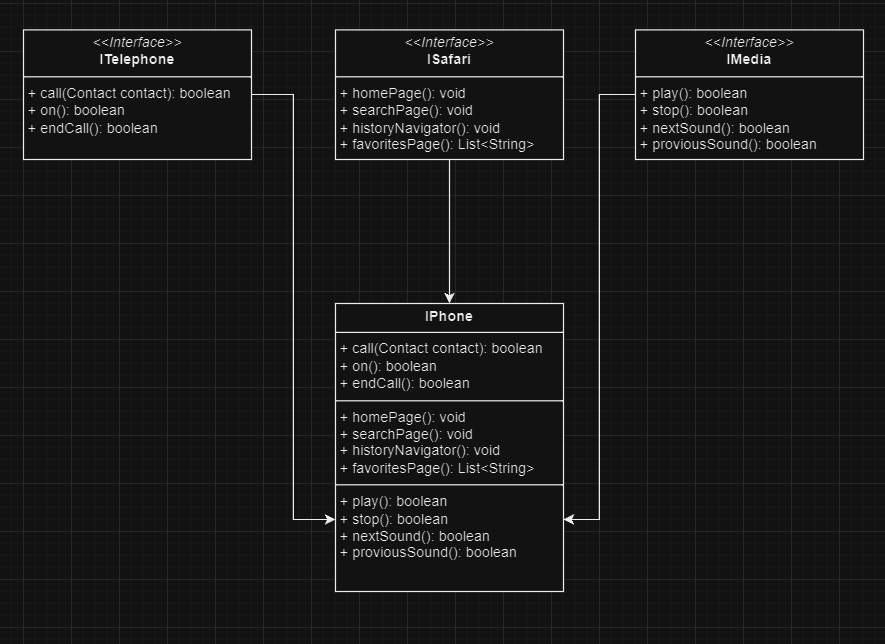 <<Interface>>
ITelephone
+ call(Contact contact): boolean
+ on(): boolean
+ endCall(): boolean
<<Interface>>
ISafari
+ homePage(): void
+ searchPage(): void
+ historyNavigator(): void
+ favoritesPage(): List<String>
<<Interface>>
IMedia
+ play(): boolean
+ stop(): boolean
+ nextSound(): boolean
+ proviousSound(): boolean
IPhone
+ call(Contact contact): boolean
+ on(): boolean
+ endCall(): boolean
+ homePage(): void
+ searchPage(): void
+ historyNavigator(): void
+ favoritesPage(): List<String>
+ play(): boolean
+ stop(): boolean
+ nextSound(): boolean
+ proviousSound(): boolean